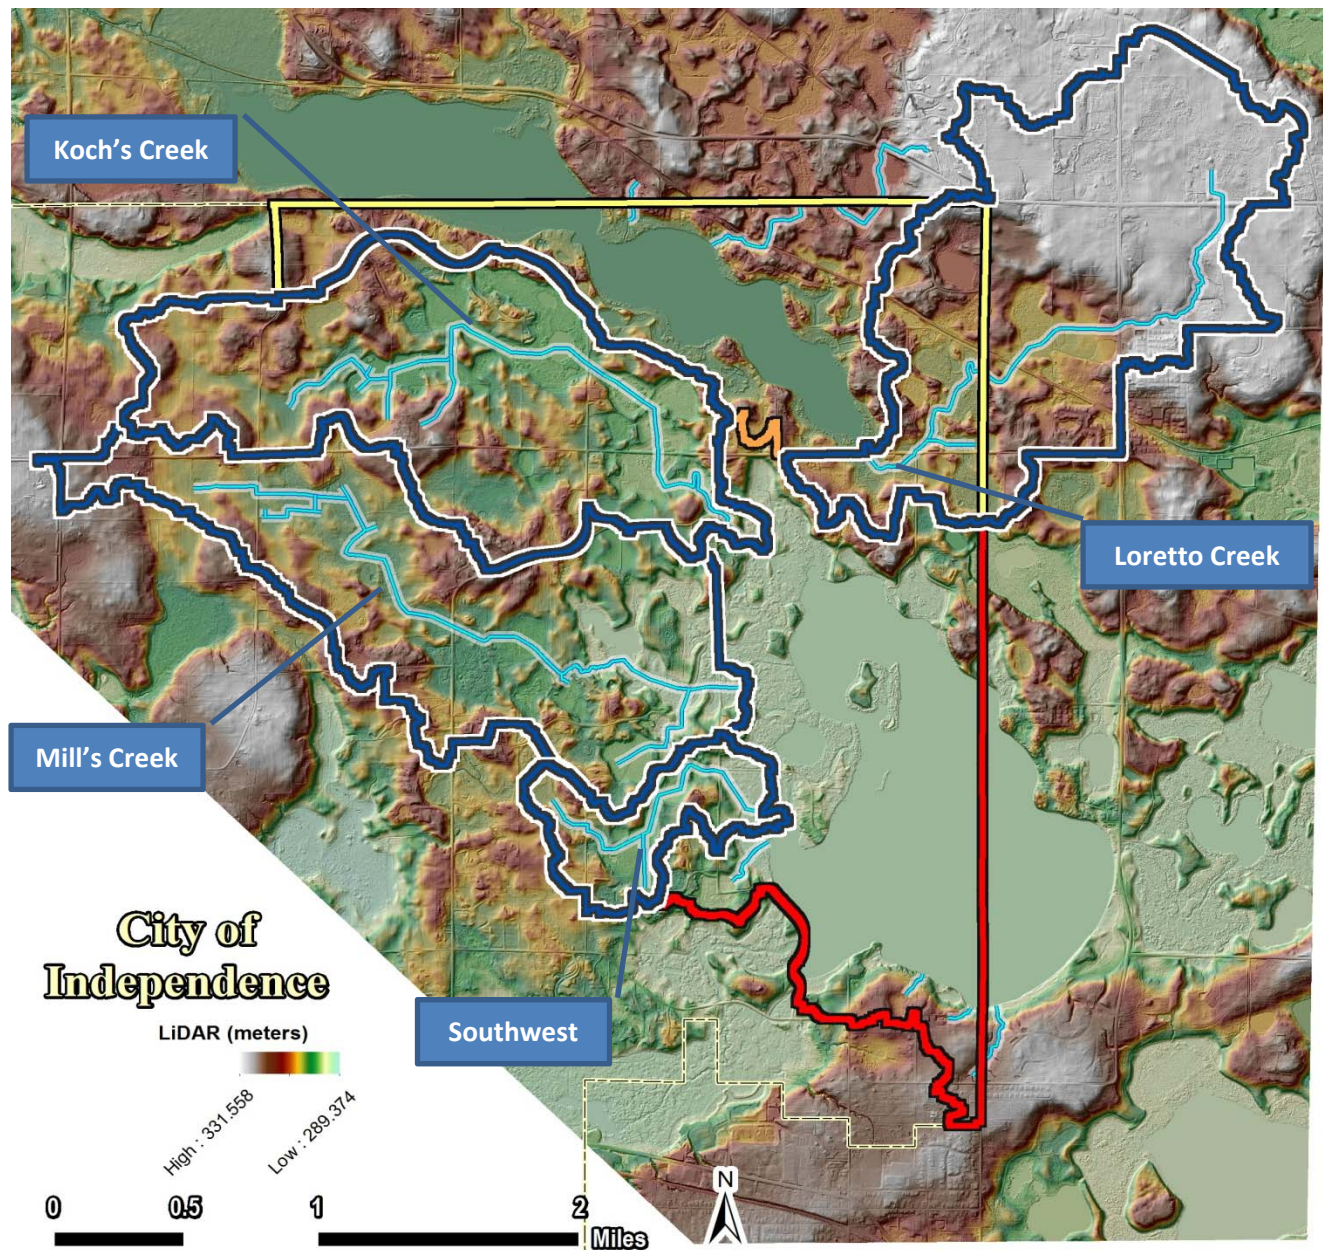 Koch’s Creek
Loretto Creek
Mill’s Creek
Southwest
City of
Independence
LiDAR (meters)
High : 331.558
Low : 289.374
0 0.5 1 2
Miles
N